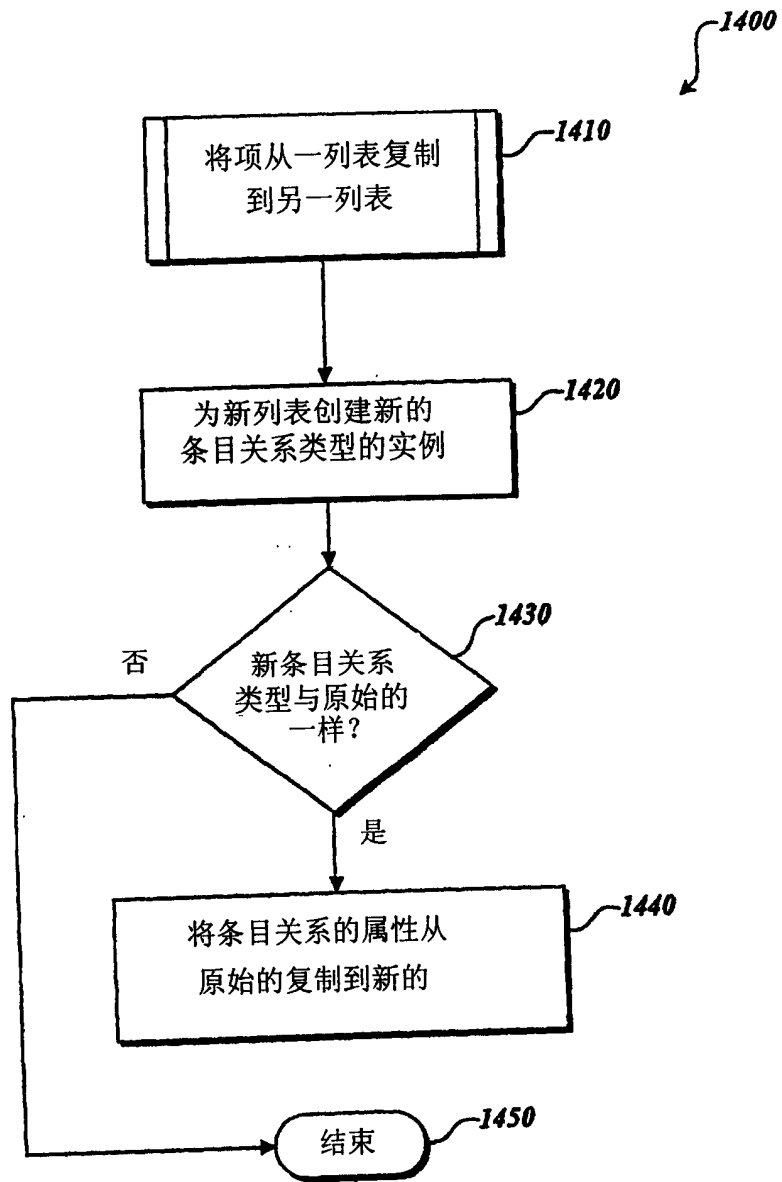 1400
1410
将项从一列表复制
到另一列表
1420
为新列表创建新的
条目关系类型的实例
1430
否
新条目关系
类型与原始的
一样？
是
1440
将条目关系的属性从
原始的复制到新的
1450
结束